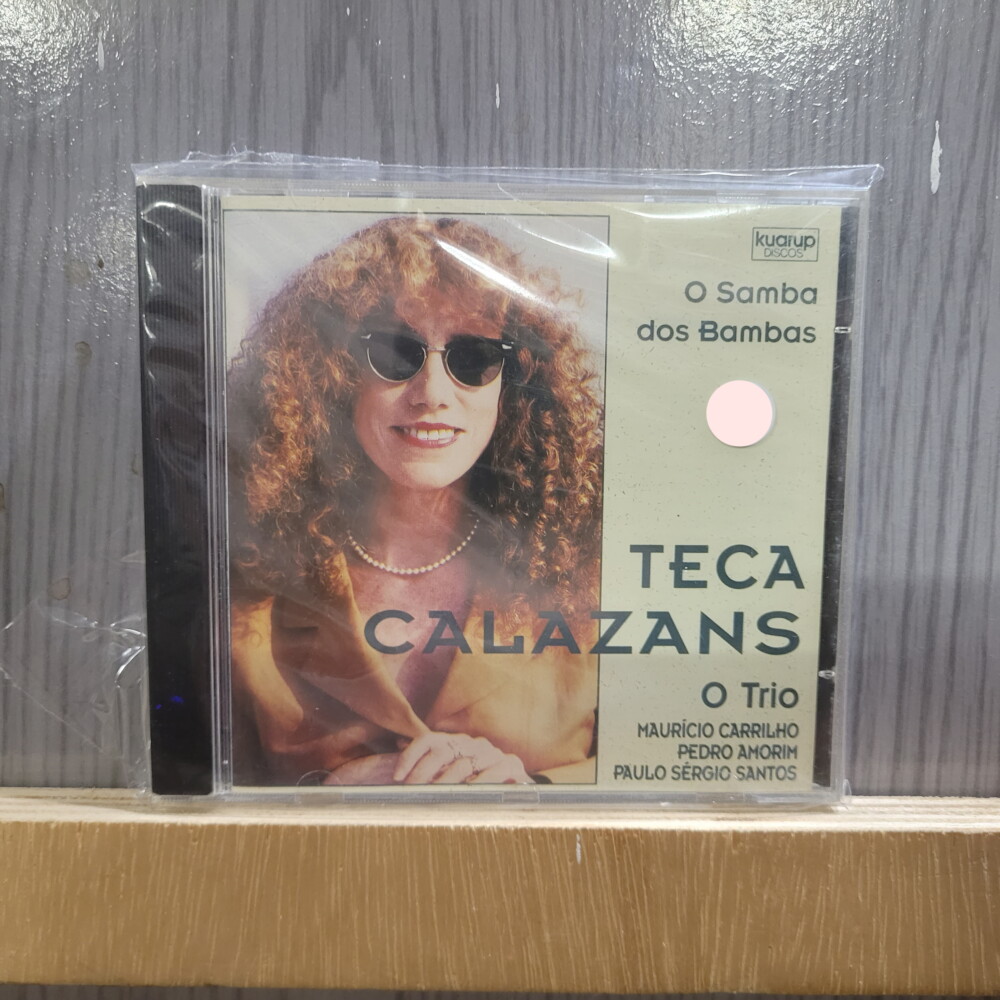 kuarup
DISCOS
O Samba
dos Bambas
TECA
CALAZANS
O Trio
MAURÍCIO CARRILHO
PEDRO AMORIM
PAULO SÉRGIO SANTOS